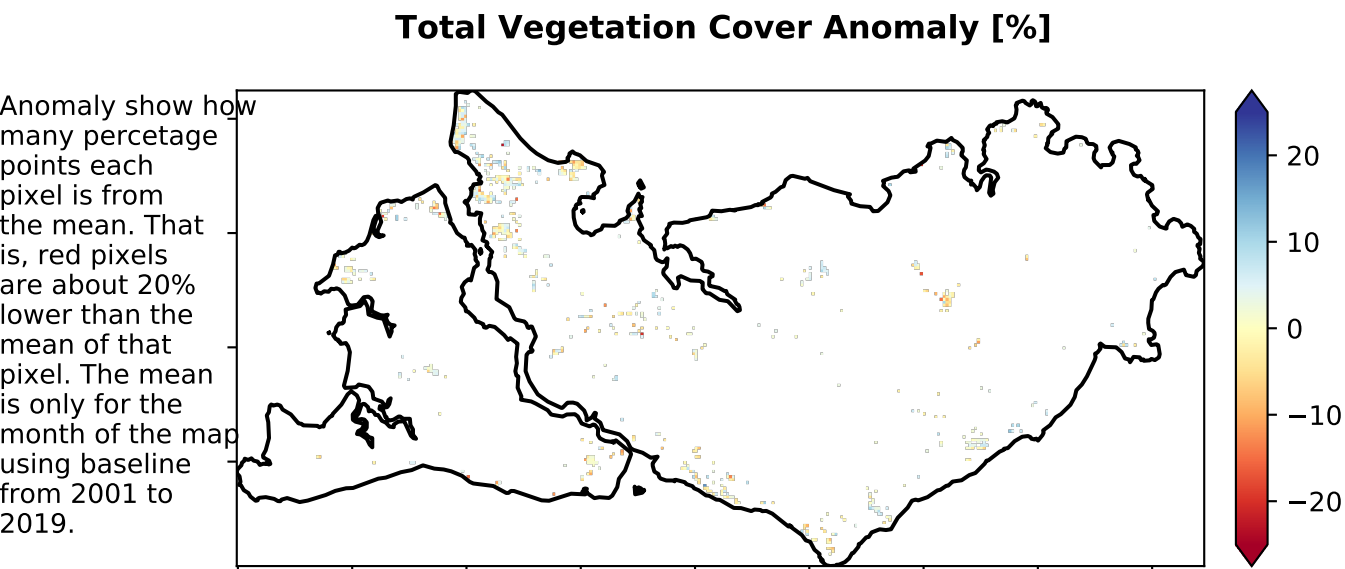 Total Vegetation Cover Anomaly [%]
Anomaly show how
many percetage
points each
pixel is from
the mean. That
is, red pixels
are about 20%
lower than the
mean of that
pixel. The mean
is only for the
month of the map
using baseline
from 2001 to
2019.
20
10
0
−10
−20